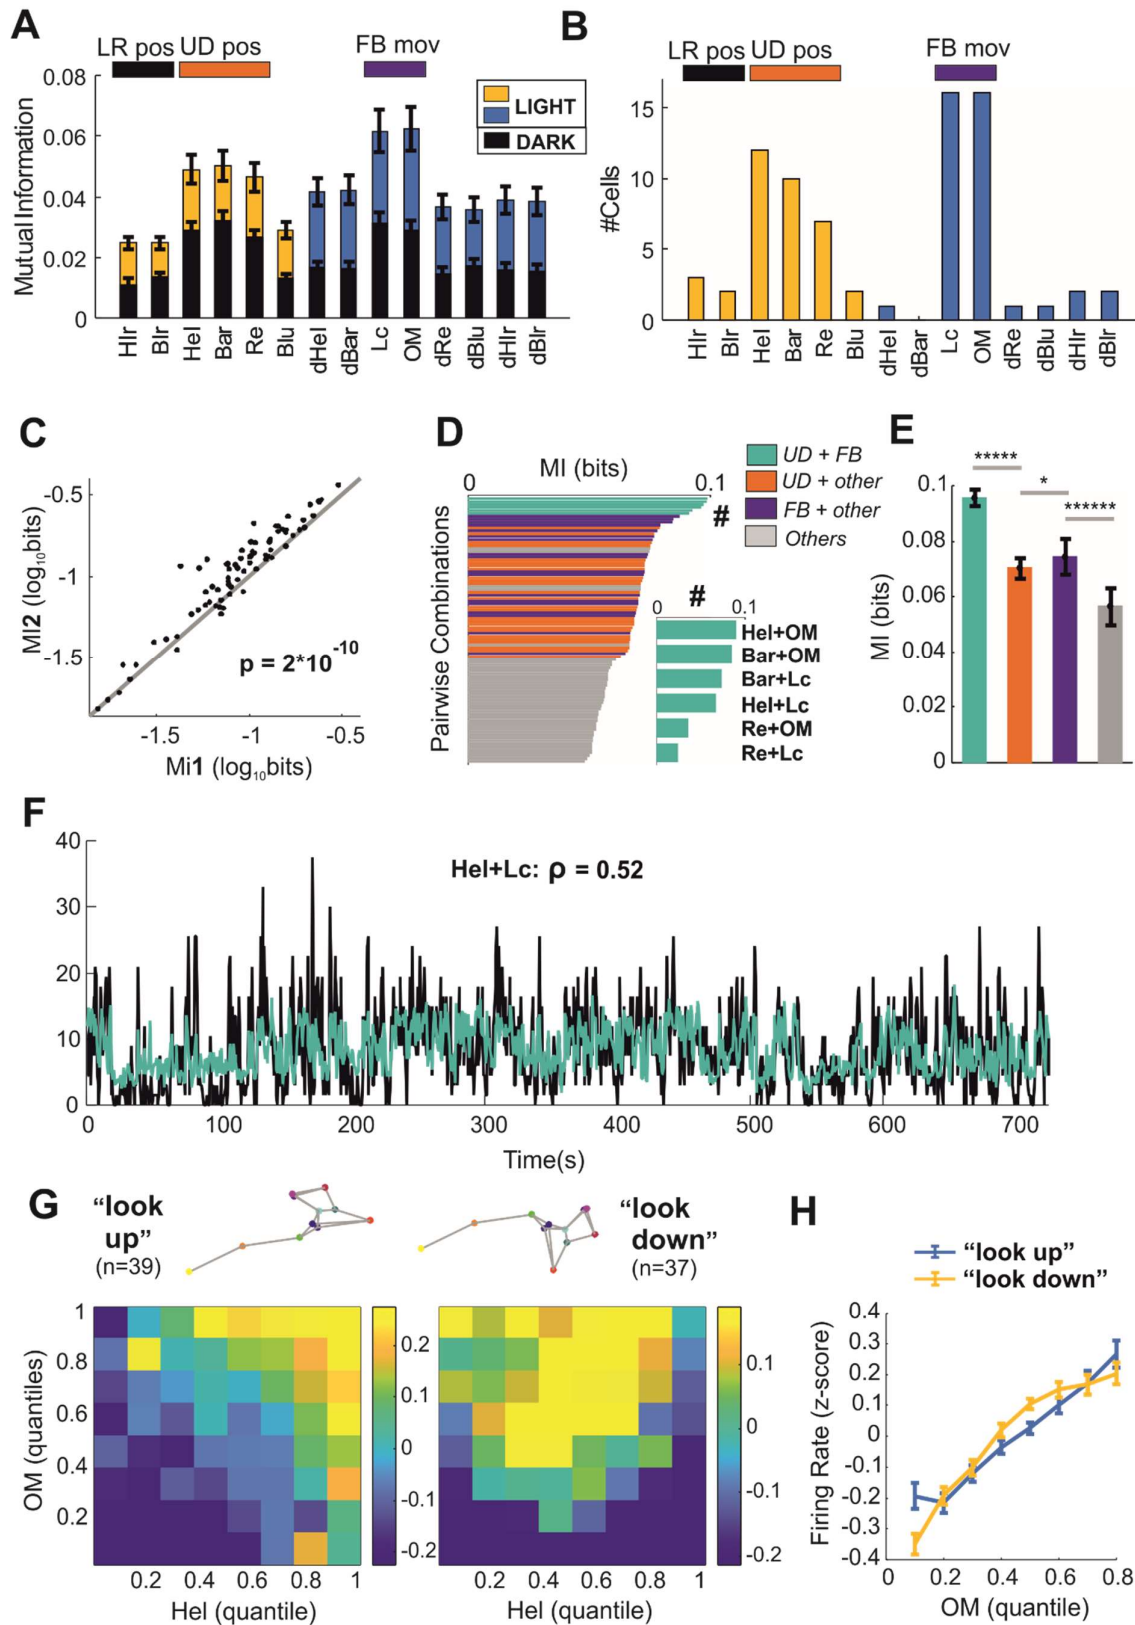 A
LR pos UD pos FB mov
0.08
0.06
0.04
0.02
0
Mutual Information
LIGHT
DARK
Hlr Blr Hel Bar Re Blu dHel dBar Lc OM dRe dBlu dHlr dBlr
B
LR pos UD pos FB mov
15
10
5
0
#Cells
Hlr Blr Hel Bar Re Blu dHel dBar Lc OM dRe dBlu dHlr dBlr
C
-0.5
-1
-1.5
MI2 (log10bits)
p = 2*10-10
-1.5 -1 -0.5
Mi1 (log10bits)
D
MI (bits)
0 0.1
#
Pairwise Combinations
UD + FB
UD + other
FB + other
Others
#
0 0.1
Hel+OM
Bar+OM
Bar+Lc
Hel+Lc
Re+OM
Re+Lc
E
***** * ******
0.1
0.08
0.06
0.04
0.02
0
MI (bits)
F
40
30
20
10
0
Hel+Lc: ρ = 0.52
0 100 200 300 400 500 600 700
Time(s)
G
“look
up”
(n=39)
“look
down”
(n=37)
1
0.8
0.6
0.4
0.2
OM (quantiles)
0.2
0.1
0
-0.1
-0.2
0.2 0.4 0.6 0.8 1
Hel (quantile)
0.1
0
-0.1
-0.2
0.2 0.4 0.6 0.8 1
Hel (quantile)
H
“look up”
“look down”
0.4
0.3
0.2
0.1
0
-0.1
-0.2
-0.3
-0.4
Firing Rate (z-score)
0 0.2 0.4 0.6 0.8
OM (quantile)